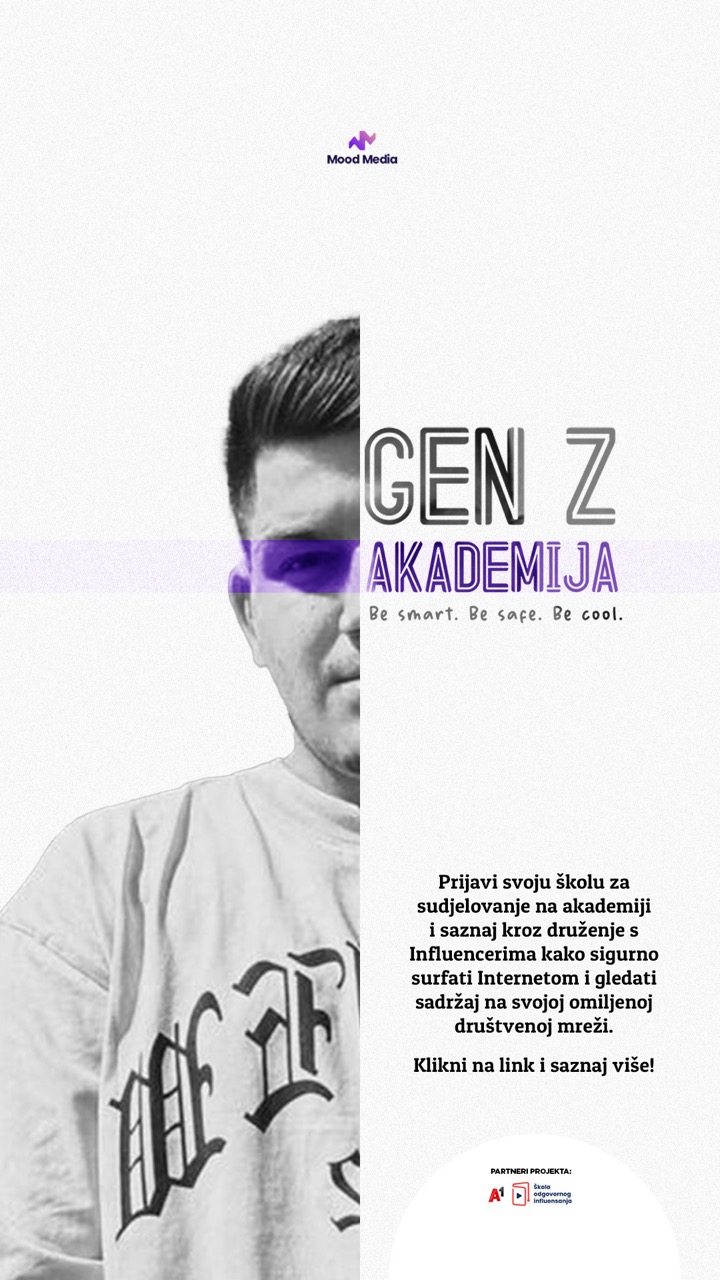 Mood Media
GEN Z
AKADEMIJA
Be smart. Be safe. Be cool.
Prijavi svoju školu za
sudjelovanje na akademiji
i saznaj kroz druženje s
Influencerima kako sigurno
surfati Internetom i gledati
sadržaj na svojoj omiljenoj
društvenoj mreži.
Klikni na link i saznaj više!
PARTNERI PROJEKTA:
A1
Škola
odgovornog
influensanja